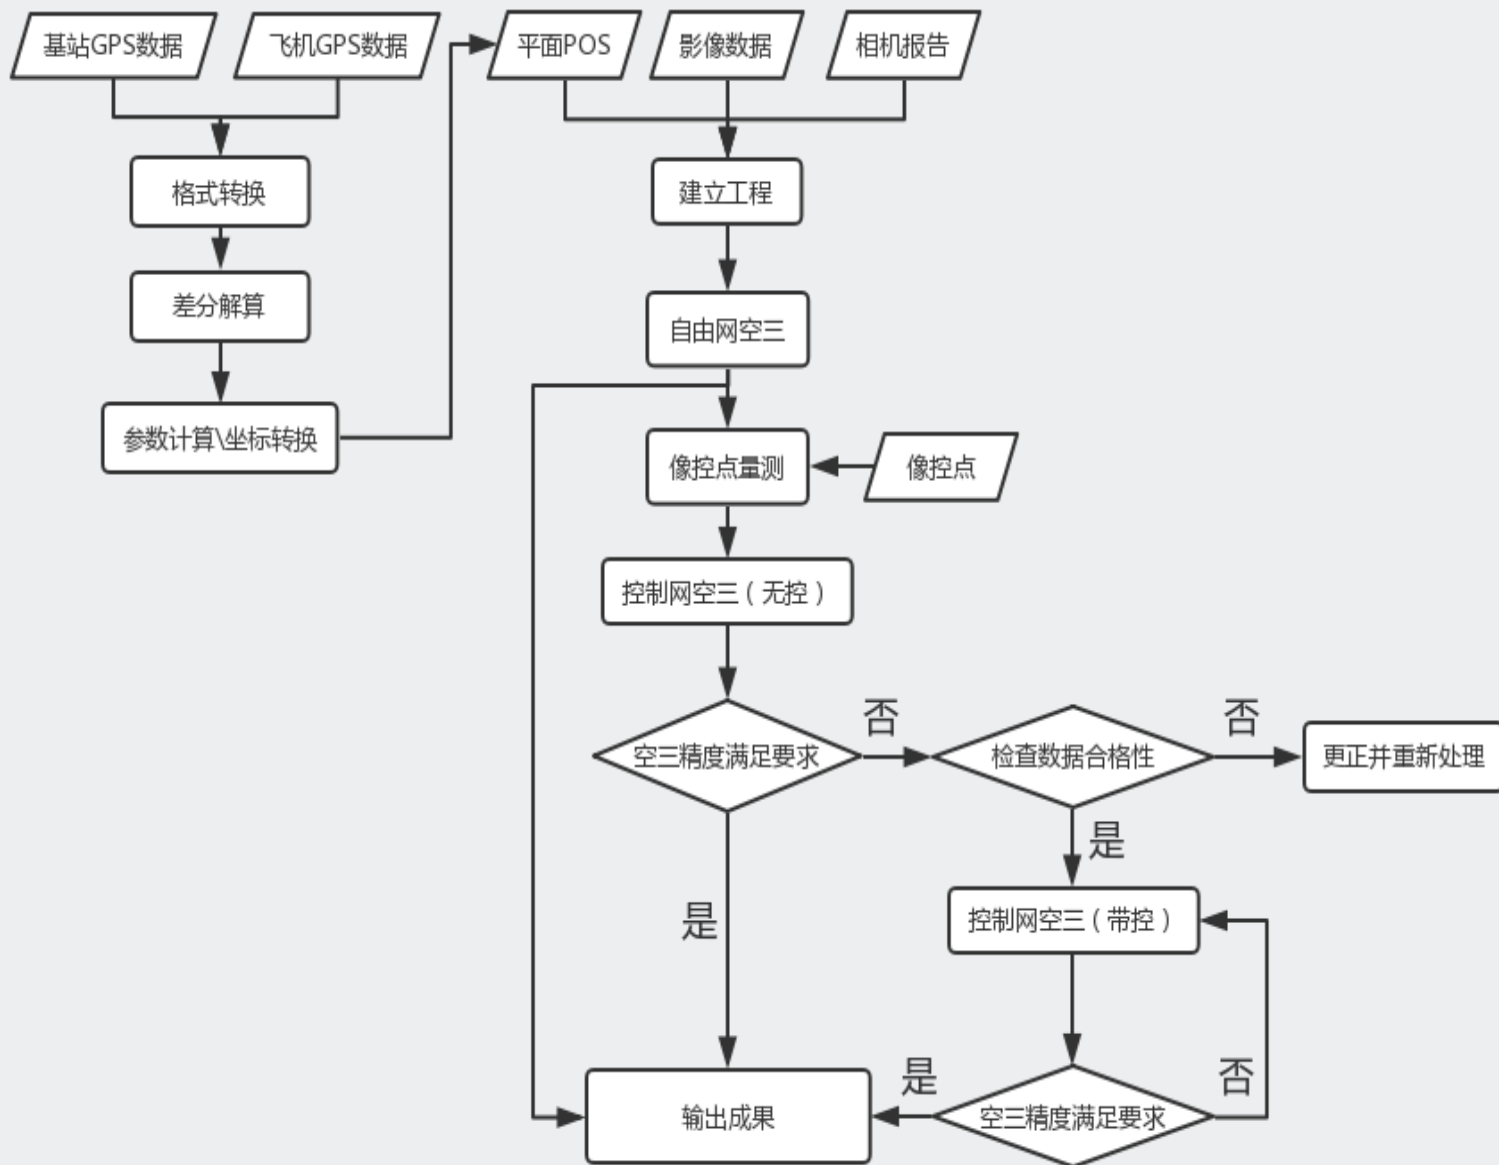 基站GPS数据
飞机GPS数据
平面POS
影像数据
相机报告
格式转换
建立工程
差分解算
自由网空三
参数计算\坐标转换
像控点量测
像控点
控制网空三（无控）
否
否
空三精度满足要求
检查数据合格性
更正并重新处理
是
是
控制网空三（带控）
是
否
输出成果
空三精度满足要求